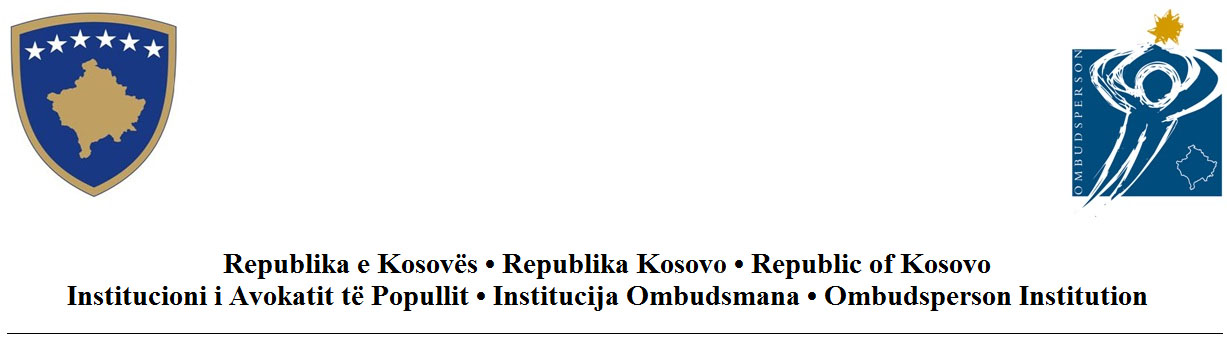 OMBUDSPERSON
Republika e Kosovës • Republika Kosovo • Republic of Kosovo
Institucioni i Avokatit të Popullit • Institucija Ombudsmana • Ombudsperson Institution